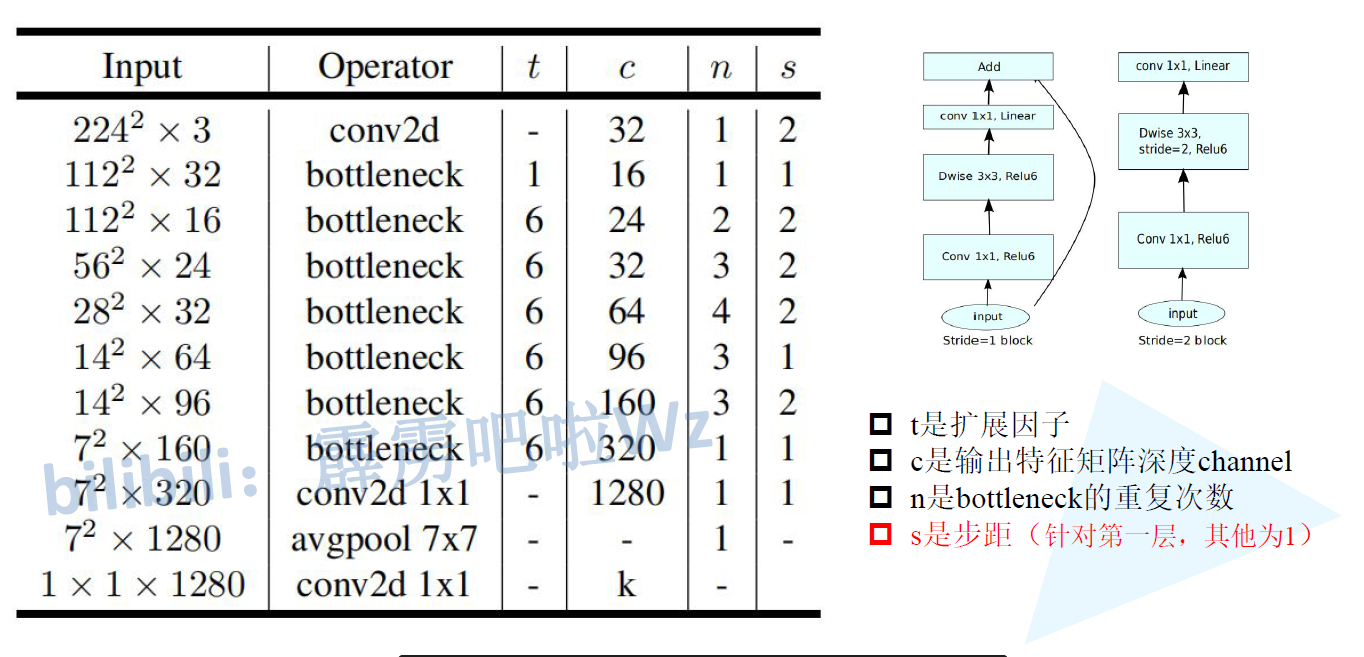 Input Operator t c n s
224² × 3 conv2d - 32 1 2
112² × 32 bottleneck 1 16 1 1
112² × 16 bottleneck 6 24 2 2
56² × 24 bottleneck 6 32 3 2
28² × 32 bottleneck 6 64 4 2
14² × 64 bottleneck 6 96 3 1
14² × 96 bottleneck 6 160 3 2
7² × 160 bottleneck 6 320 1 1
7² × 320 conv2d 1x1 - 1280 1 1
7² × 1280 avgpool 7x7 - - 1 -
1 × 1 × 1280 conv2d 1x1 - k -
bilibili: 霹雳吧啦Wz
Add
conv 1x1, Linear
Dwise 3x3, Relu6
Conv 1x1, Relu6
input
Stride=1 block
conv 1x1, Linear
Dwise 3x3,
stride=2, Relu6
Conv 1x1, Relu6
input
Stride=2 block
t是扩展因子
c是输出特征矩阵深度channel
n是bottleneck的重复次数
s是步距（针对第一层，其他为1）